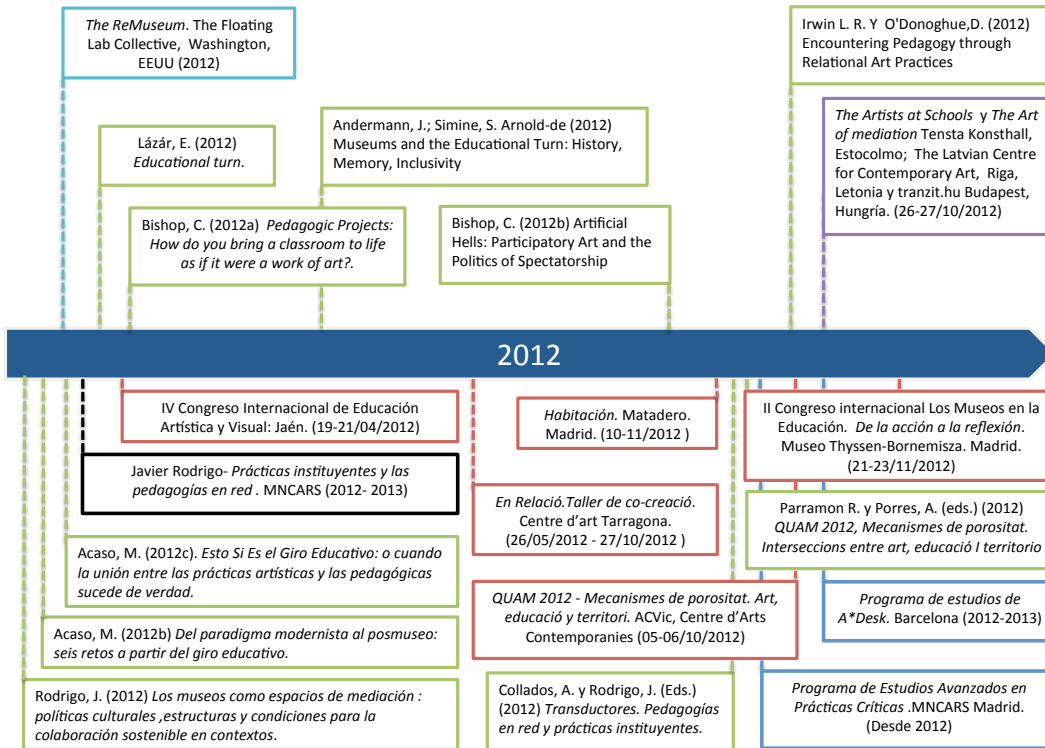 The ReMuseum. The Floating
Lab Collective, Washington,
EEUU (2012)
Irwin L. R. Y O'Donoghue,D. (2012)
Encountering Pedagogy through
Relational Art Practices
Lázár, E. (2012)
Educational turn.
Andermann, J.; Simine, S. Arnold-de (2012)
Museums and the Educational Turn: History,
Memory, Inclusivity
The Artists at Schools y The Art
of mediation Tensta Konsthall,
Estocolmo; The Latvian Centre
for Contemporary Art, Riga,
Letonia y tranzit.hu Budapest,
Hungría. (26-27/10/2012)
Bishop, C. (2012a) Pedagogic Projects:
How do you bring a classroom to life
as if it were a work of art?.
Bishop, C. (2012b) Artificial
Hells: Participatory Art and the
Politics of Spectatorship
2012
IV Congreso Internacional de Educación
Artística y Visual: Jaén. (19-21/04/2012)
Habitación. Matadero.
Madrid. (10-11/2012 )
II Congreso internacional Los Museos en la
Educación. De la acción a la reflexión.
Museo Thyssen-Bornemisza. Madrid.
(21-23/11/2012)
Javier Rodrigo- Prácticas instituyentes y las
pedagogías en red . MNCARS (2012- 2013)
En Relació.Taller de co-creació.
Centre d'art Tarragona.
(26/05/2012 - 27/10/2012 )
Parramon R. y Porres, A. (eds.) (2012)
QUAM 2012, Mecanismes de porositat.
Interseccions entre art, educació I territorio
Acaso, M. (2012c). Esto Si Es el Giro Educativo: o cuando
la unión entre las prácticas artísticas y las pedagógicas
sucede de verdad.
QUAM 2012 - Mecanismes de porositat. Art,
educació y territori. ACVic, Centre d'Arts
Contemporanies (05-06/10/2012)
Programa de estudios de
A*Desk. Barcelona (2012-2013)
Acaso, M. (2012b) Del paradigma modernista al posmuseo:
seis retos a partir del giro educativo.
Rodrigo, J. (2012) Los museos como espacios de mediación :
políticas culturales ,estructuras y condiciones para la
colaboración sostenible en contextos.
Collados, A. y Rodrigo, J. (Eds.)
(2012) Transductores. Pedagogías
en red y prácticas instituyentes.
Programa de Estudios Avanzados en
Prácticas Críticas .MNCARS Madrid.
(Desde 2012)